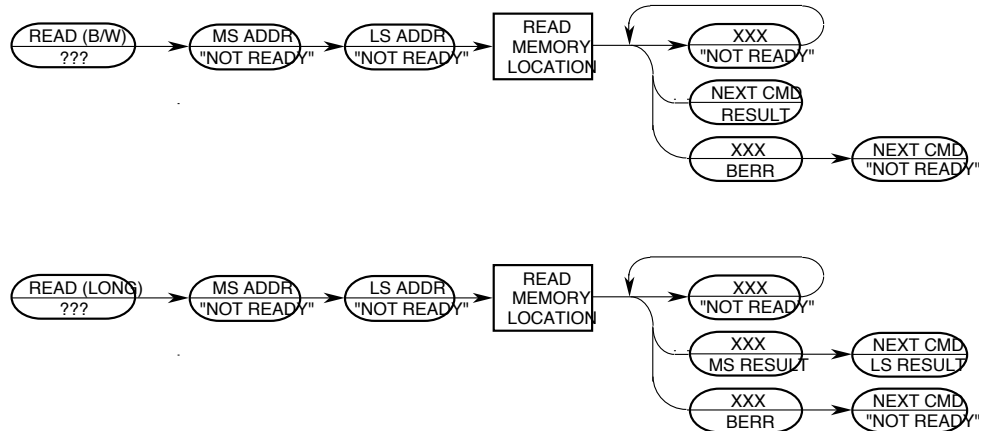 READ (B/W)
???
MS ADDR
"NOT READY"
LS ADDR
"NOT READY"
READ
MEMORY
LOCATION
XXX
"NOT READY"
NEXT CMD
RESULT
XXX
BERR
NEXT CMD
"NOT READY"
READ (LONG)
???
MS ADDR
"NOT READY"
LS ADDR
"NOT READY"
READ
MEMORY
LOCATION
XXX
"NOT READY"
XXX
MS RESULT
NEXT CMD
LS RESULT
XXX
BERR
NEXT CMD
"NOT READY"